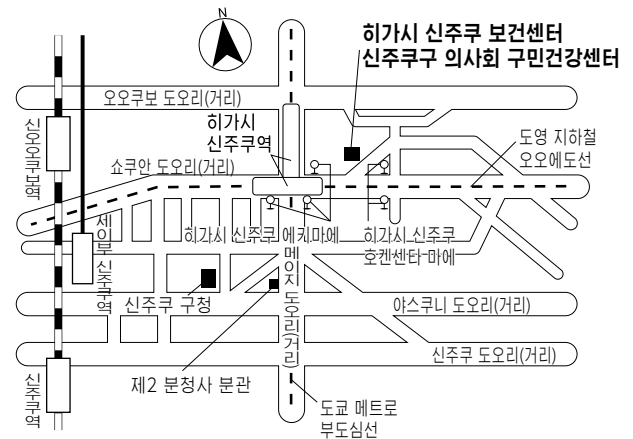 N
히가시 신주쿠 보건센터
신주쿠구 의사회 구민건강센터
오오쿠보 도오리(거리)
히가시
신주쿠역
도영 지하철
오오에도선
신오오쿠보역
쇼쿠안 도오리(거리)
세이부 신주쿠역
히가시 신주쿠 에키마에
히가시 신주쿠
호켄센타 마에
메이지 도오리(거리)
신주쿠 구청
야스쿠니 도오리(거리)
신주쿠 도오리(거리)
신주쿠역
제2 분청사 분관
도쿄 메트로
부도심선